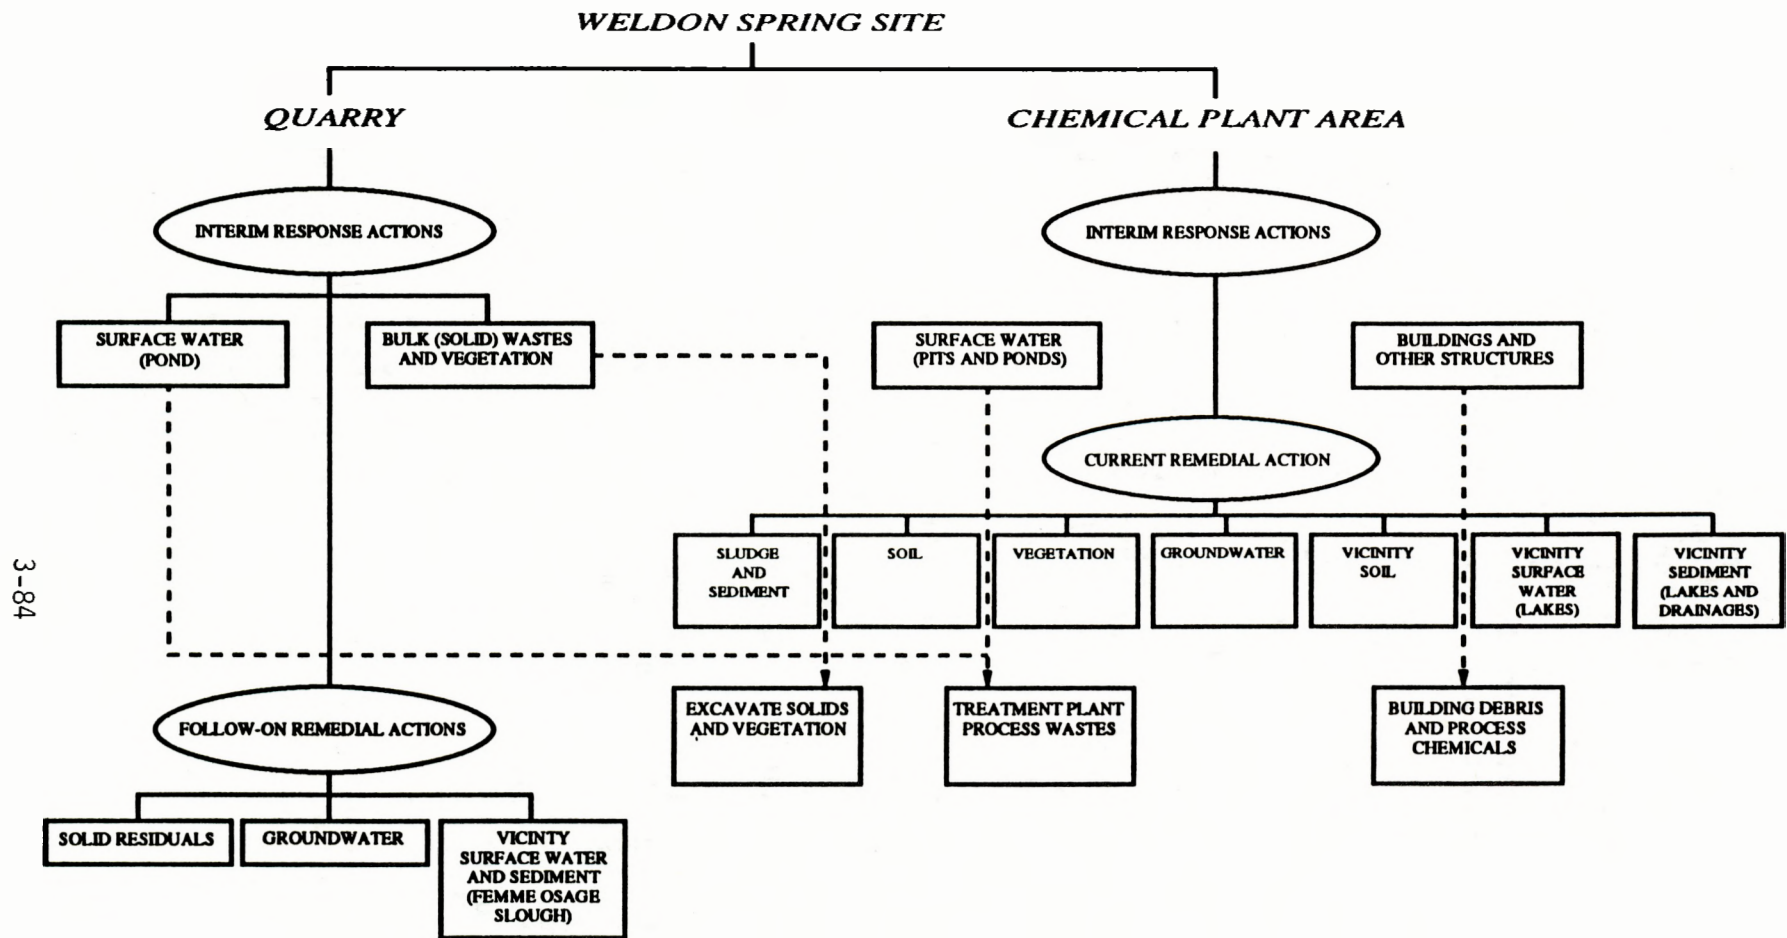 WELDON SPRING SITE
QUARRY
CHEMICAL PLANT AREA
INTERIM RESPONSE ACTIONS
INTERIM RESPONSE ACTIONS
SURFACE WATER
(POND)
BULK (SOLID) WASTES
AND VEGETATION
SURFACE WATER
(PITS AND PONDS)
BUILDINGS AND
OTHER STRUCTURES
CURRENT REMEDIAL ACTION
SLUDGE
AND
SEDIMENT
SOIL
VEGETATION
GROUNDWATER
VICINITY
SOIL
VICINITY
SURFACE
WATER
(LAKES)
VICINITY
SEDIMENT
(LAKES AND
DRAINAGES)
3-84
EXCAVATE SOLIDS
AND VEGETATION
TREATMENT PLANT
PROCESS WASTES
BUILDING DEBRIS
AND PROCESS
CHEMICALS
FOLLOW-ON REMEDIAL ACTIONS
SOLID RESIDUALS
GROUNDWATER
VICINTY
SURFACE WATER
AND SEDIMENT
(FEMME OSAGE
SLOUGH)